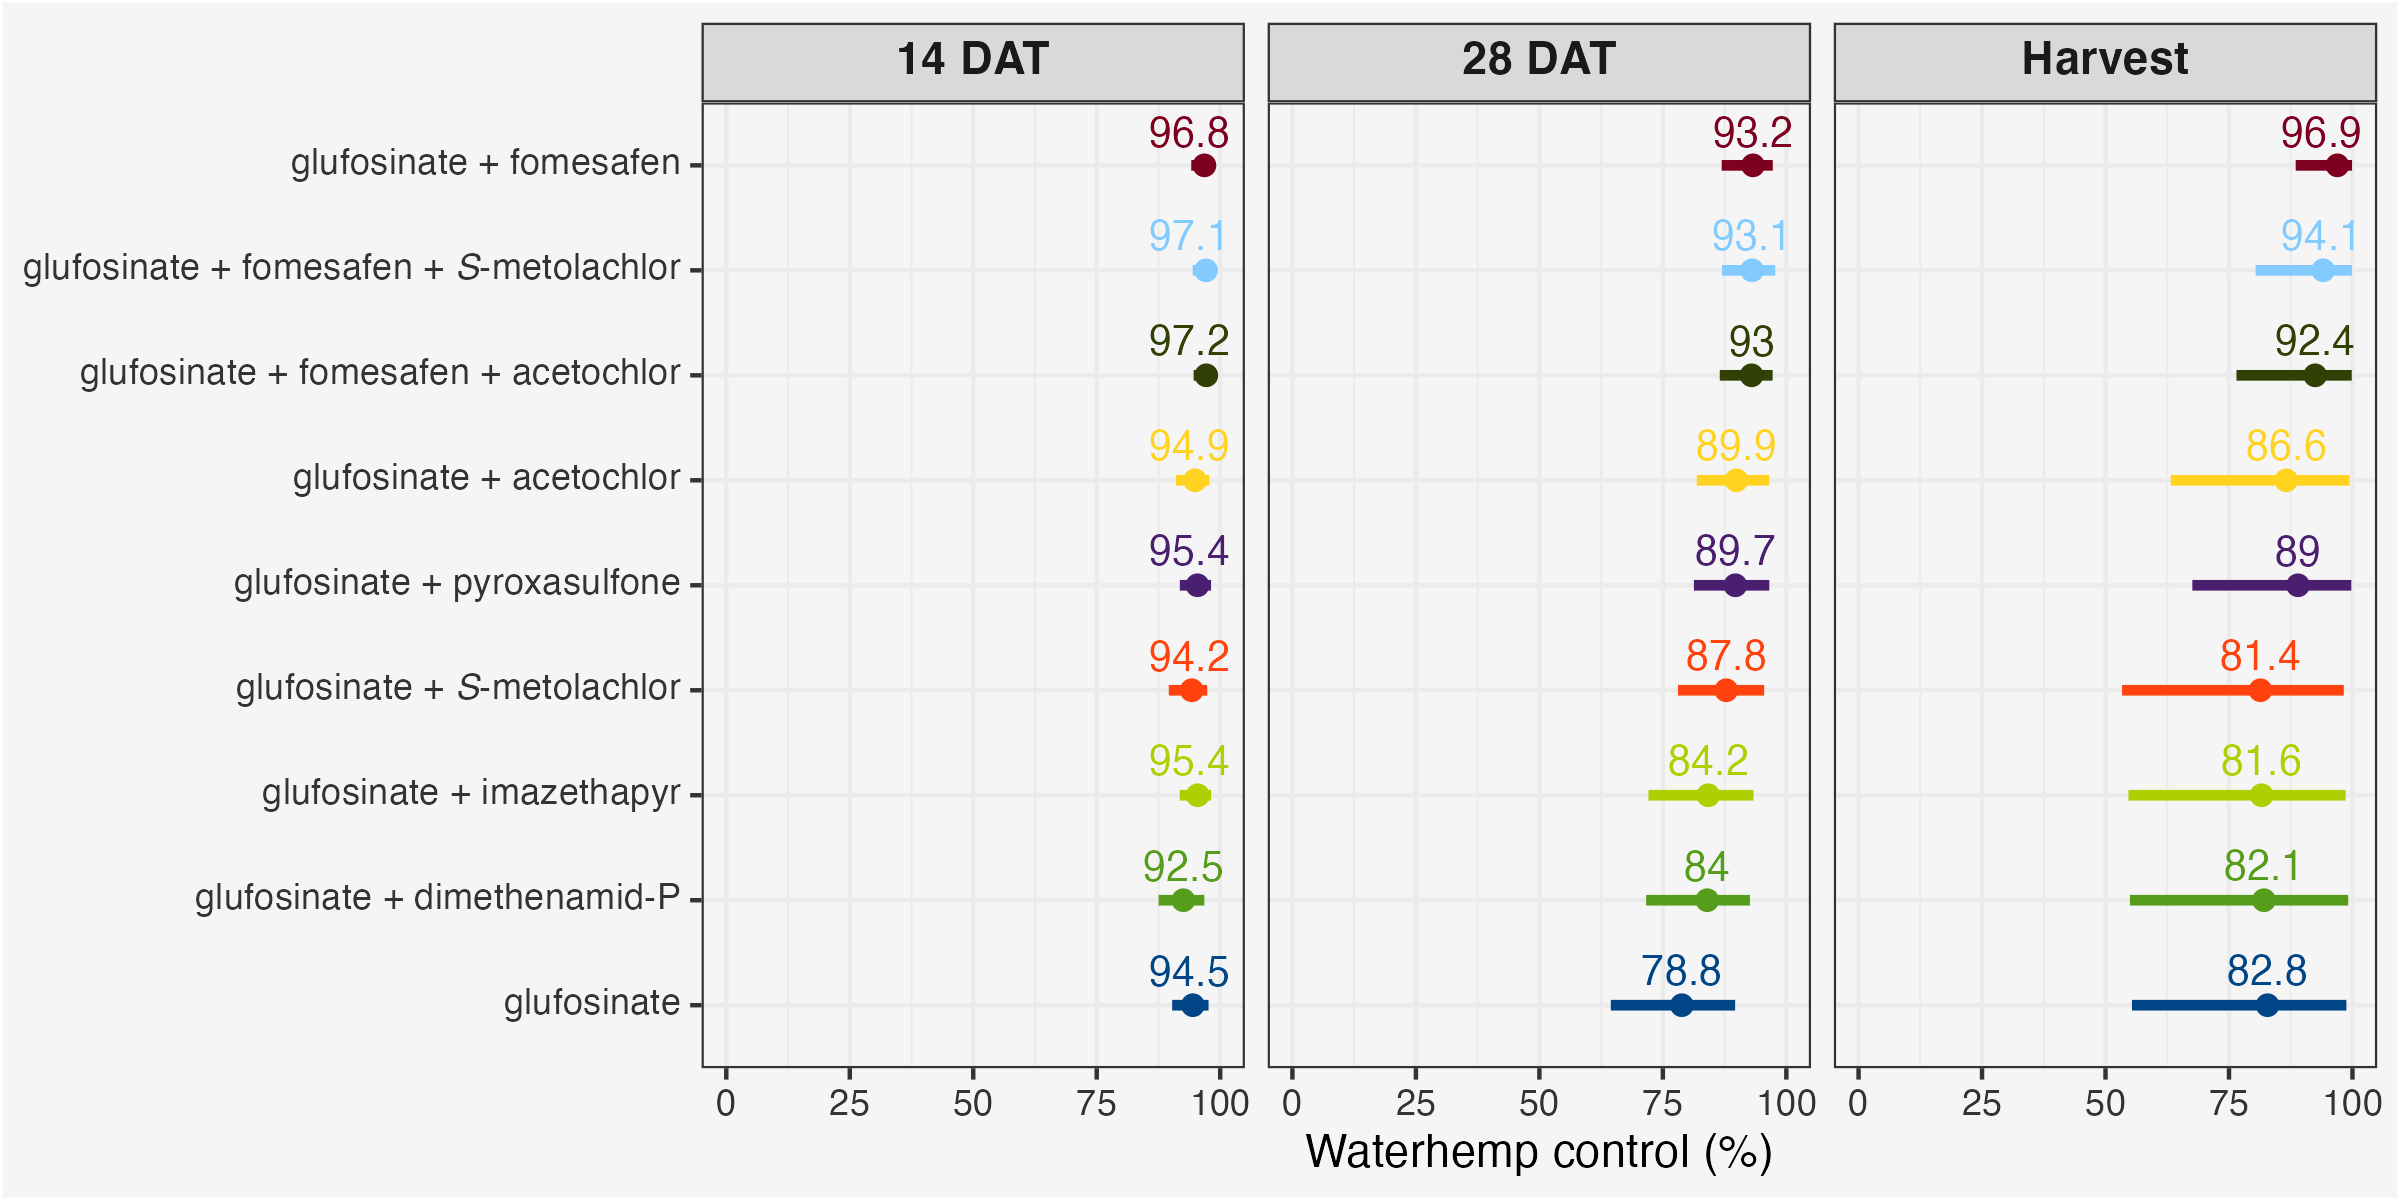 14 DAT 28 DAT Harvest
glufosinate + fomesafen 96.8 93.2 96.9
glufosinate + fomesafen + S-metolachlor 97.1 93.1 94.1
glufosinate + fomesafen + acetochlor 97.2 93 92.4
glufosinate + acetochlor 94.9 89.9 86.6
glufosinate + pyroxasulfone 95.4 89.7 89
glufosinate + S-metolachlor 94.2 87.8 81.4
glufosinate + imazethapyr 95.4 84.2 81.6
glufosinate + dimethenamid-P 92.5 84 82.1
glufosinate 94.5 78.8 82.8
0 25 50 75 100 0 25 50 75 100 0 25 50 75 100
Waterhemp control (%)